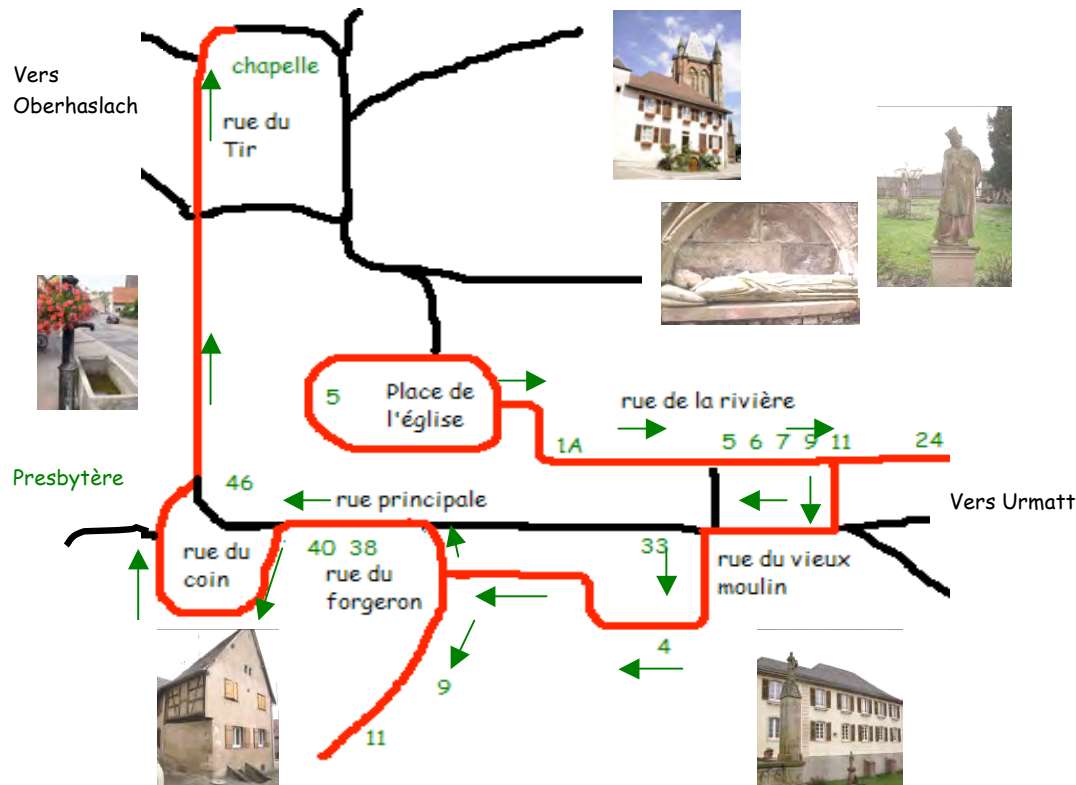 Vers
Oberhaslach
chapelle
rue du
Tir
5
Place de
l'église
rue de la rivière
1A
5 6 7 9 11
24
Presbytère
46
rue principale
Vers Urmatt
rue du
coin
40 38
rue du
forgeron
33
rue du vieux
moulin
4
9
11